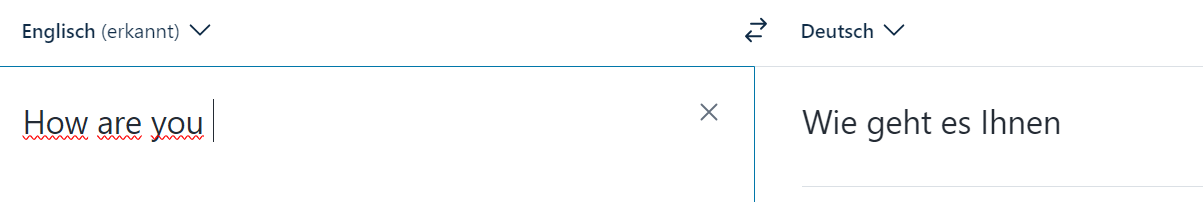 Englisch (erkannt) Deutsch
How are you Wie geht es Ihnen